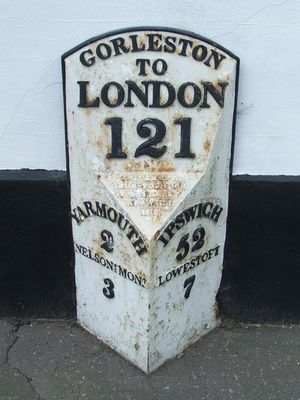 GORLESTON
TO
LONDON
121
YARMOUTH
2
NELSON: MONT
3
IPSWICH
52
LOWESTOFT
7